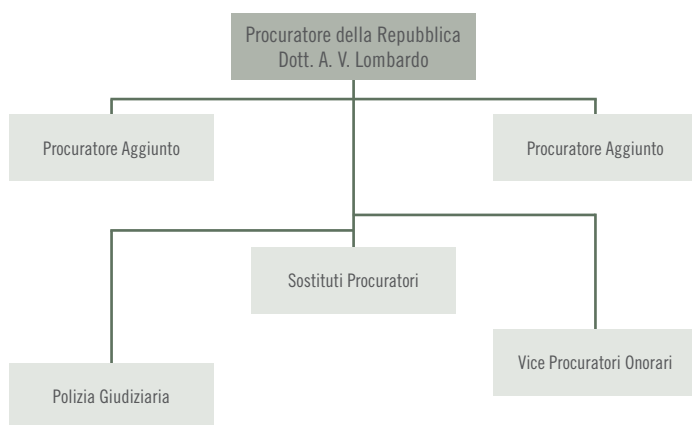 Procuratore della Repubblica
Dott. A. V. Lombardo
Procuratore Aggiunto
Procuratore Aggiunto
Sostituti Procuratori
Vice Procuratori Onorari
Polizia Giudiziaria